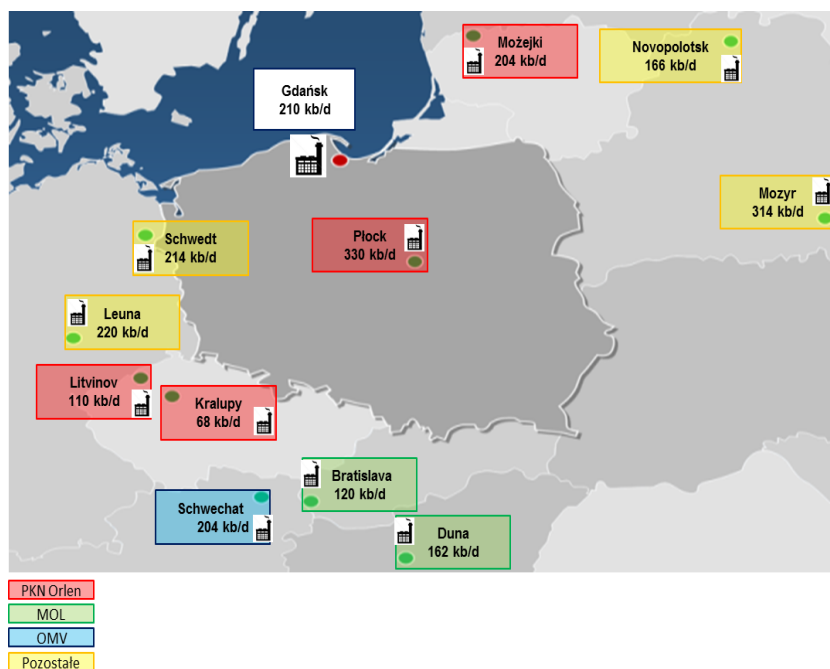 Możejki
204 kb/d
Novopolotsk
166 kb/d
Gdańsk
210 kb/d
Mozyr
314 kb/d
Schwedt
214 kb/d
Płock
330 kb/d
Leuna
220 kb/d
Litvinov
110 kb/d
Kralupy
68 kb/d
Bratislava
120 kb/d
Schwechat
204 kb/d
Duna
162 kb/d
PKN Orlen
MOL
OMV
Pozostałe